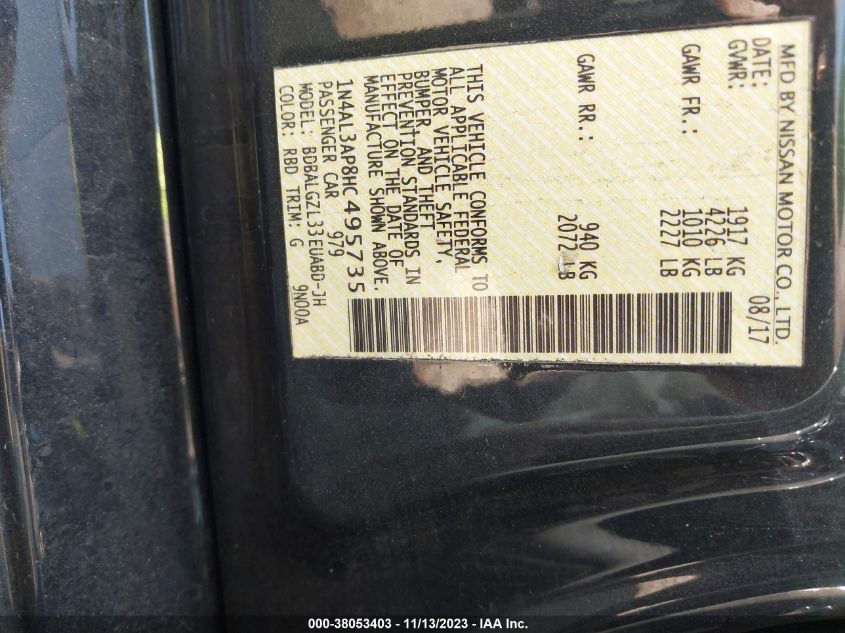 MFD BY NISSAN MOTOR CO., LTD.
DATE: 08/17
GVWR: 1917 KG
4226 LB
GAWR FR.: 1010 KG
2227 LB
GAWR RR.: 940 KG
2072 LB
THIS VEHICLE CONFORMS TO
ALL APPLICABLE FEDERAL
MOTOR VEHICLE SAFETY,
BUMPER, AND THEFT
PREVENTION STANDARDS IN
EFFECT ON THE DATE OF
MANUFACTURE SHOWN ABOVE.
1N4AL3AP8HC495735
PASSENGER CAR 979
MODEL: BDBALGZL33EUABD-JH
COLOR: RBD TRIM: G 9N00A
000-38053403 - 11/13/2023 - IAA Inc.